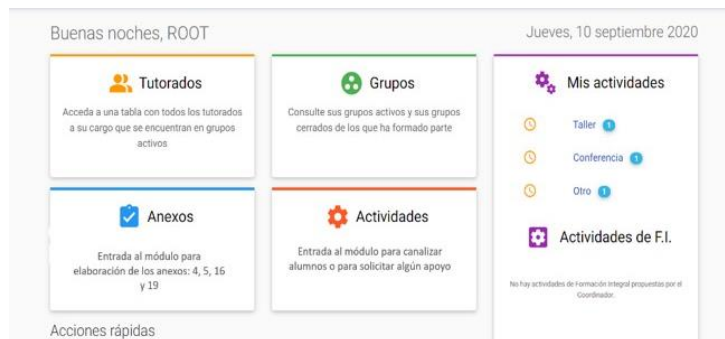 Buenas noches, ROOT
Jueves, 10 septiembre 2020
Tutorados
Acceda a una tabla con todos los tutorados
a su cargo que se encuentran en grupos
activos
Grupos
Consulte sus grupos activos y sus grupos
cerrados de los que ha formado parte
Anexos
Entrada al módulo para
elaboración de los anexos: 4, 5, 16
y 19
Actividades
Entrada al módulo para canalizar
alumnos o para solicitar algún apoyo
Mis actividades
Taller 1
Conferencia 1
Otro 1
Actividades de F.I.
No hay actividades de Formación Integral propuestas por el
Coordinador.
Acciones rápidas